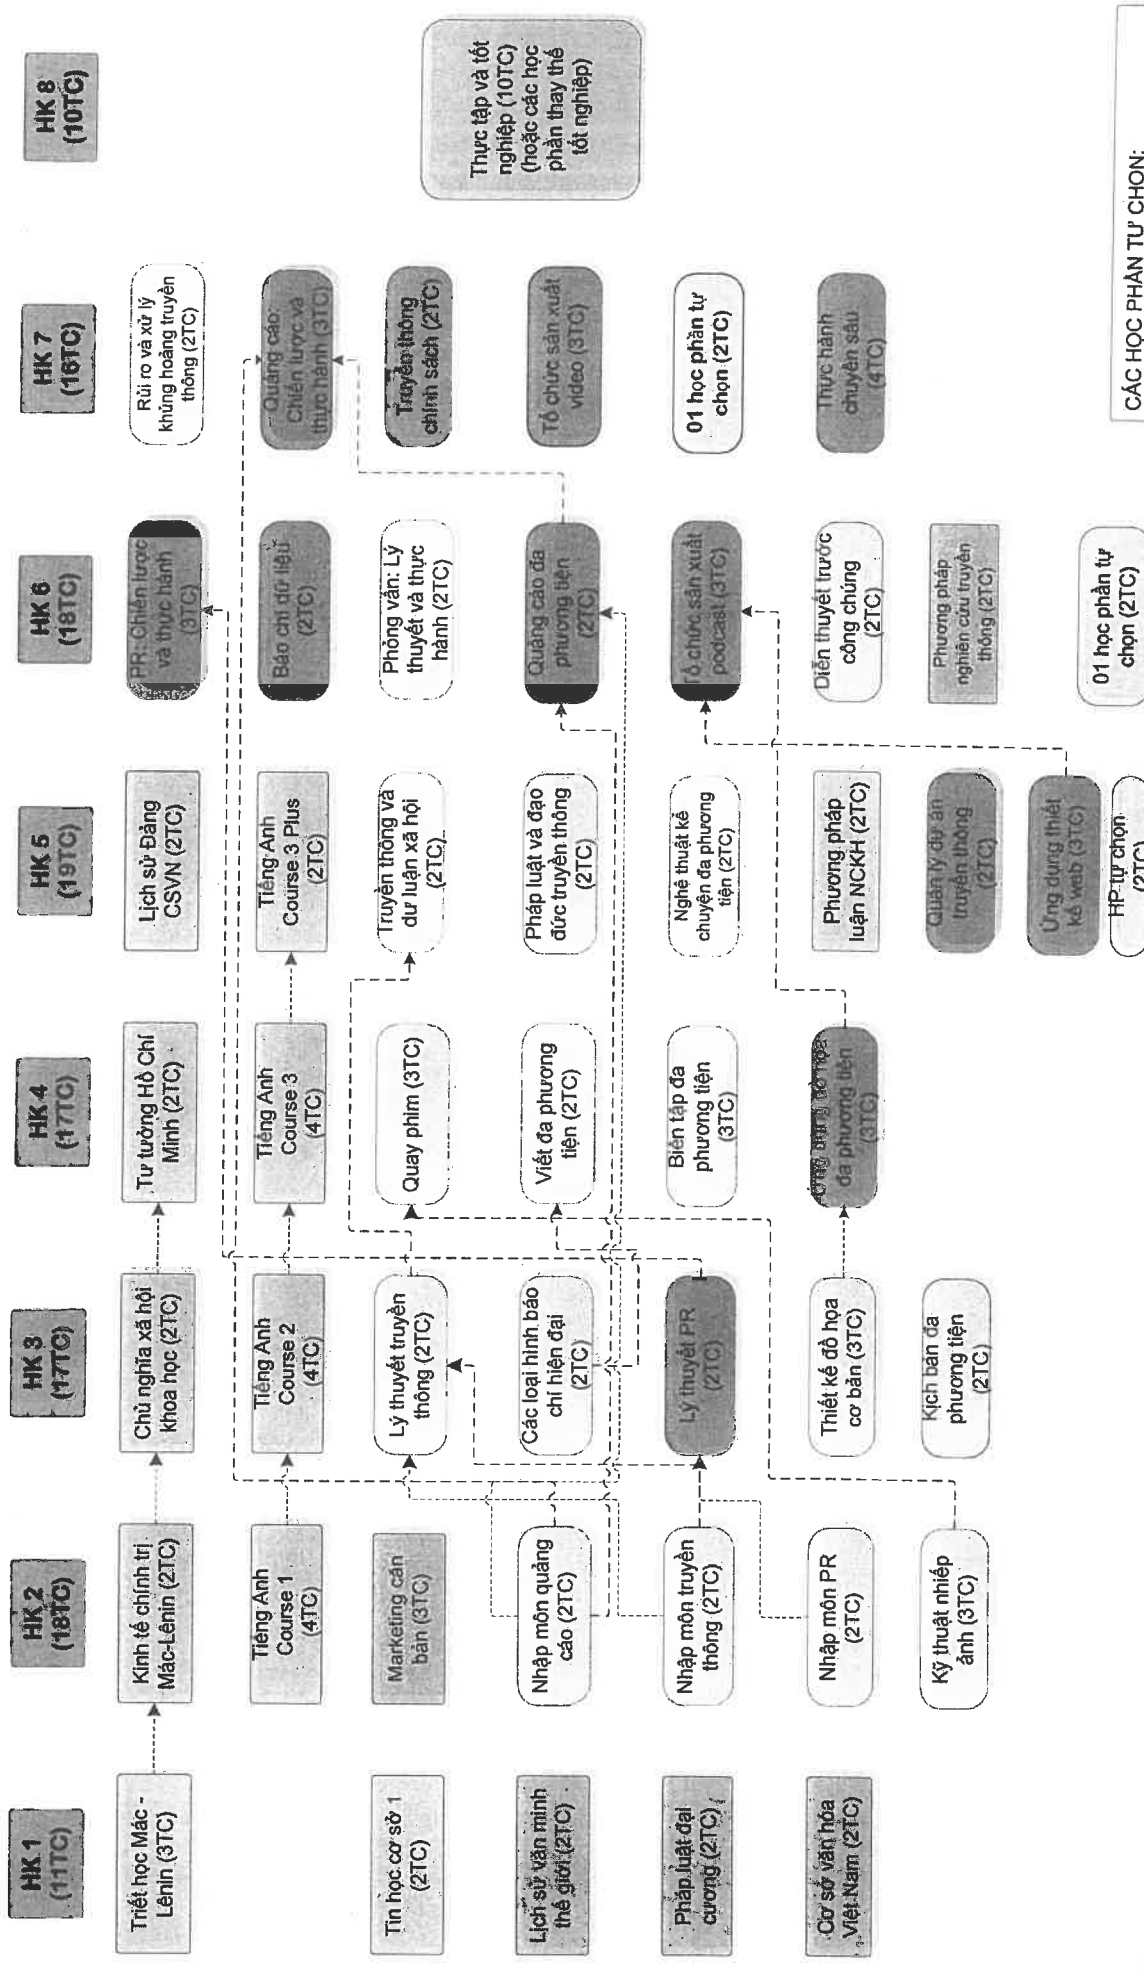 HK 1
(11TC)
Triết học Mác -
Lênin (3TC)
Tin học cơ sở 1
(2TC)
Lịch sử văn minh
thế giới (2TC)
Pháp luật đại
cương (2TC)
Cơ sở văn hóa
Việt Nam (2TC)
HK 2
(18TC)
Kinh tế chính trị
Mác-Lênin (2TC)
Tiếng Anh
Course 1
(4TC)
Marketing căn
bản (3TC)
Nhập môn quảng
cáo (2TC)
Nhập môn truyền
thông (2TC)
Nhập môn PR
(2TC)
Kỹ thuật nhiếp
ảnh (3TC)
HK 3
(17TC)
Chủ nghĩa xã hội
khoa học (2TC)
Tiếng Anh
Course 2
(4TC)
Lý thuyết truyền
thông (2TC)
Các loại hình báo
chí hiện đại
(2TC)
Lý thuyết PR
(2TC)
Thiết kế đồ họa
cơ bản (3TC)
Kịch bản đa
phương tiện
(2TC)
HK 4
(17TC)
Tư tưởng Hồ Chí
Minh (2TC)
Tiếng Anh
Course 3
(4TC)
Quay phim (3TC)
Viết đa phương
tiện (2TC)
Biên tập đa
phương tiện
(3TC)
Ứng dụng đồ họa
đa phương tiện
(3TC)
HK 5
(19TC)
Lịch sử Đảng
CSVN (2TC)
Tiếng Anh
Course 3 Plus
(2TC)
Truyền thông và
dư luận xã hội
(2TC)
Pháp luật và đạo
đức truyền thông
(2TC)
Nghệ thuật kể
chuyện đa phương
tiện (2TC)
Phương pháp
luận NCKH (2TC)
Quản lý dự án
truyền thông
(2TC)
Ứng dụng thiết
kế web (3TC)
HP tự chọn
(2TC)
HK 6
(18TC)
PR: Chiến lược
và thực hành
(3TC)
Báo chí dữ liệu
(2TC)
Phỏng vấn: Lý
thuyết và thực
hành (2TC)
Quảng cáo đa
phương tiện
(2TC)
Tổ chức sản xuất
podcast (3TC)
Diễn thuyết trước
công chúng
(2TC)
Phương pháp
nghiên cứu truyền
thông (2TC)
01 học phần tự
chọn (2TC)
HK 7
(16TC)
Rủi ro và xử lý
khủng hoảng truyền
thông (2TC)
Quảng cáo:
Chiến lược và
thực hành (3TC)
Truyền thông
chính sách (2TC)
Tổ chức sản xuất
video (3TC)
01 học phần tự
chọn (2TC)
Thực hành
chuyên sâu
(4TC)
HK 8
(10TC)
Thực tập và tốt
nghiệp (10TC)
(hoặc các học
phần thay thế
tốt nghiệp)
CÁC HỌC PHẦN TỰ CHỌN: